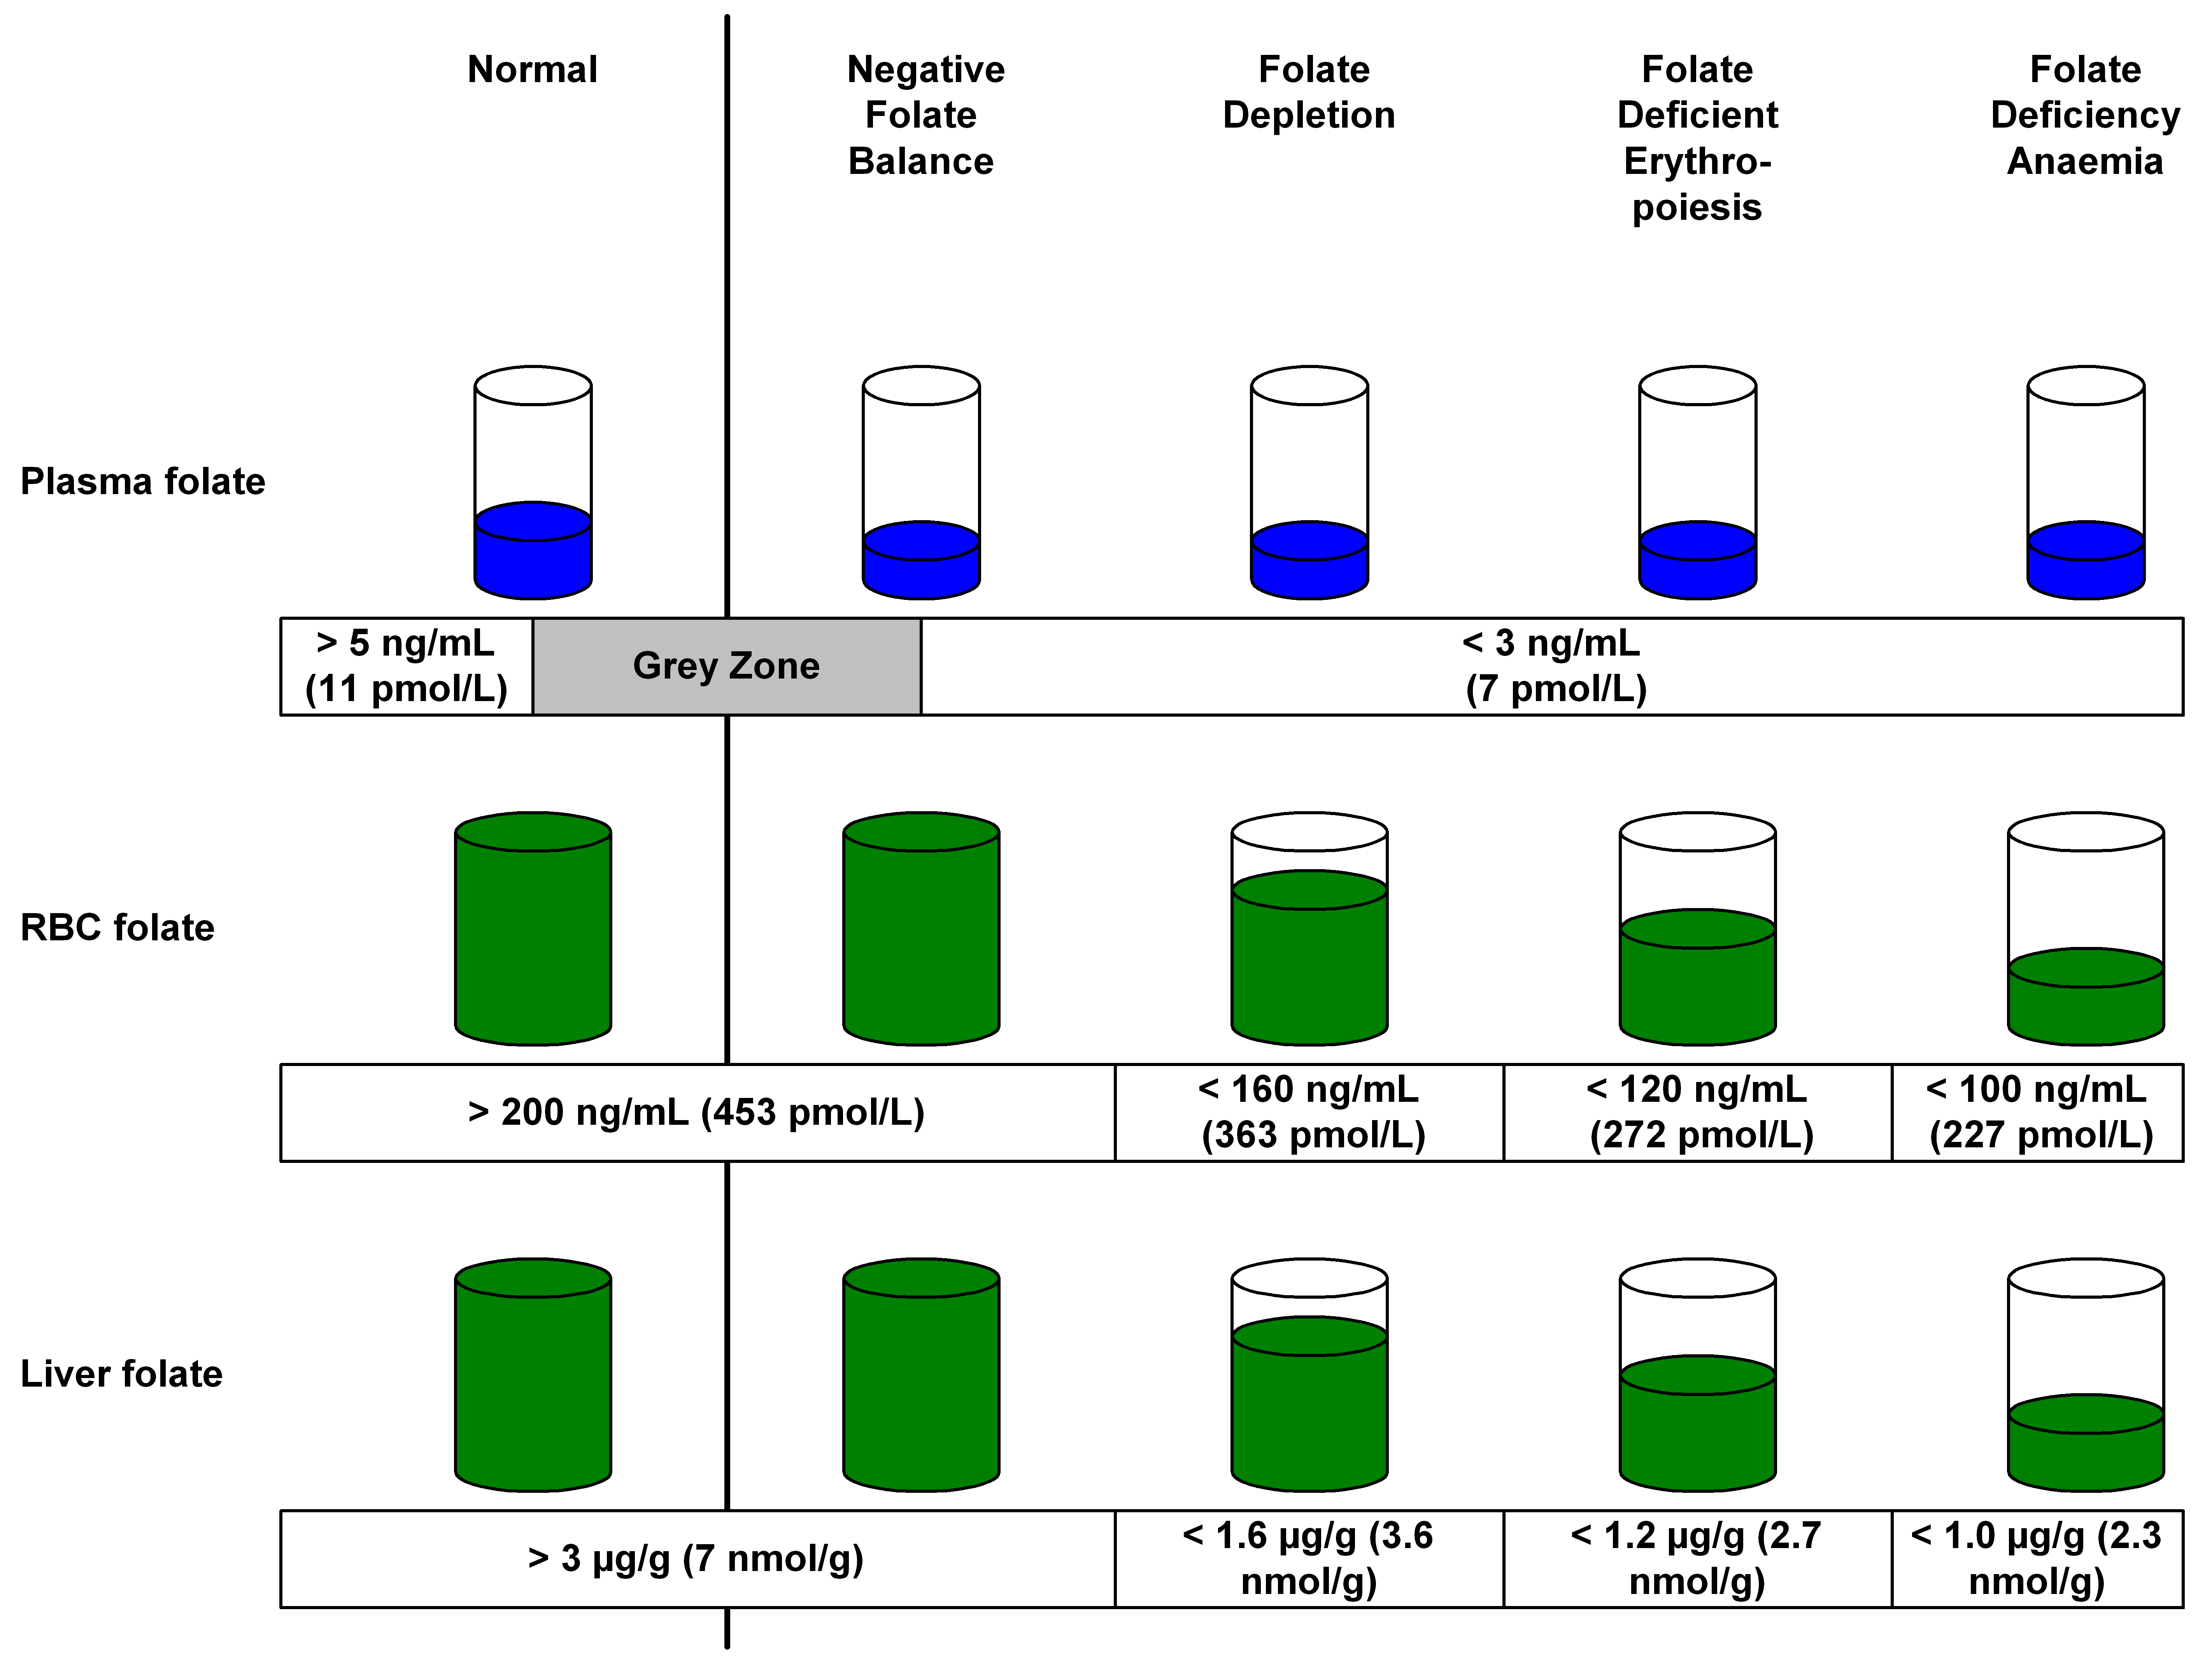 Normal
Negative
Folate
Balance
Folate
Depletion
Folate
Deficient
Erythro-
poiesis
Folate
Deficiency
Anaemia
Plasma folate
> 5 ng/mL
(11 pmol/L)
Grey Zone
< 3 ng/mL
(7 pmol/L)
RBC folate
> 200 ng/mL (453 pmol/L)
< 160 ng/mL
(363 pmol/L)
< 120 ng/mL
(272 pmol/L)
< 100 ng/mL
(227 pmol/L)
Liver folate
> 3 µg/g (7 nmol/g)
< 1.6 µg/g (3.6
nmol/g)
< 1.2 µg/g (2.7
nmol/g)
< 1.0 µg/g (2.3
nmol/g)